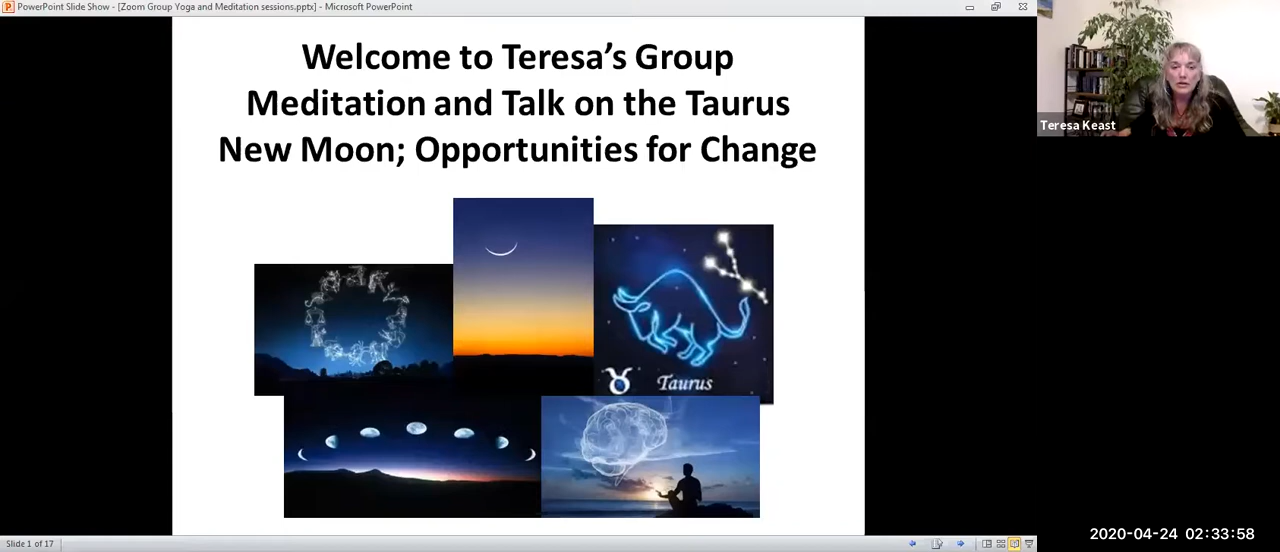 PowerPoint Slide Show - [Zoom Group Yoga and Meditation sessions.pptx] - Microsoft PowerPoint
Welcome to Teresa's Group
Meditation and Talk on the Taurus
New Moon; Opportunities for Change
Teresa Keast
Taurus
2020-04-24 02:33:58
Slide 1 of 17